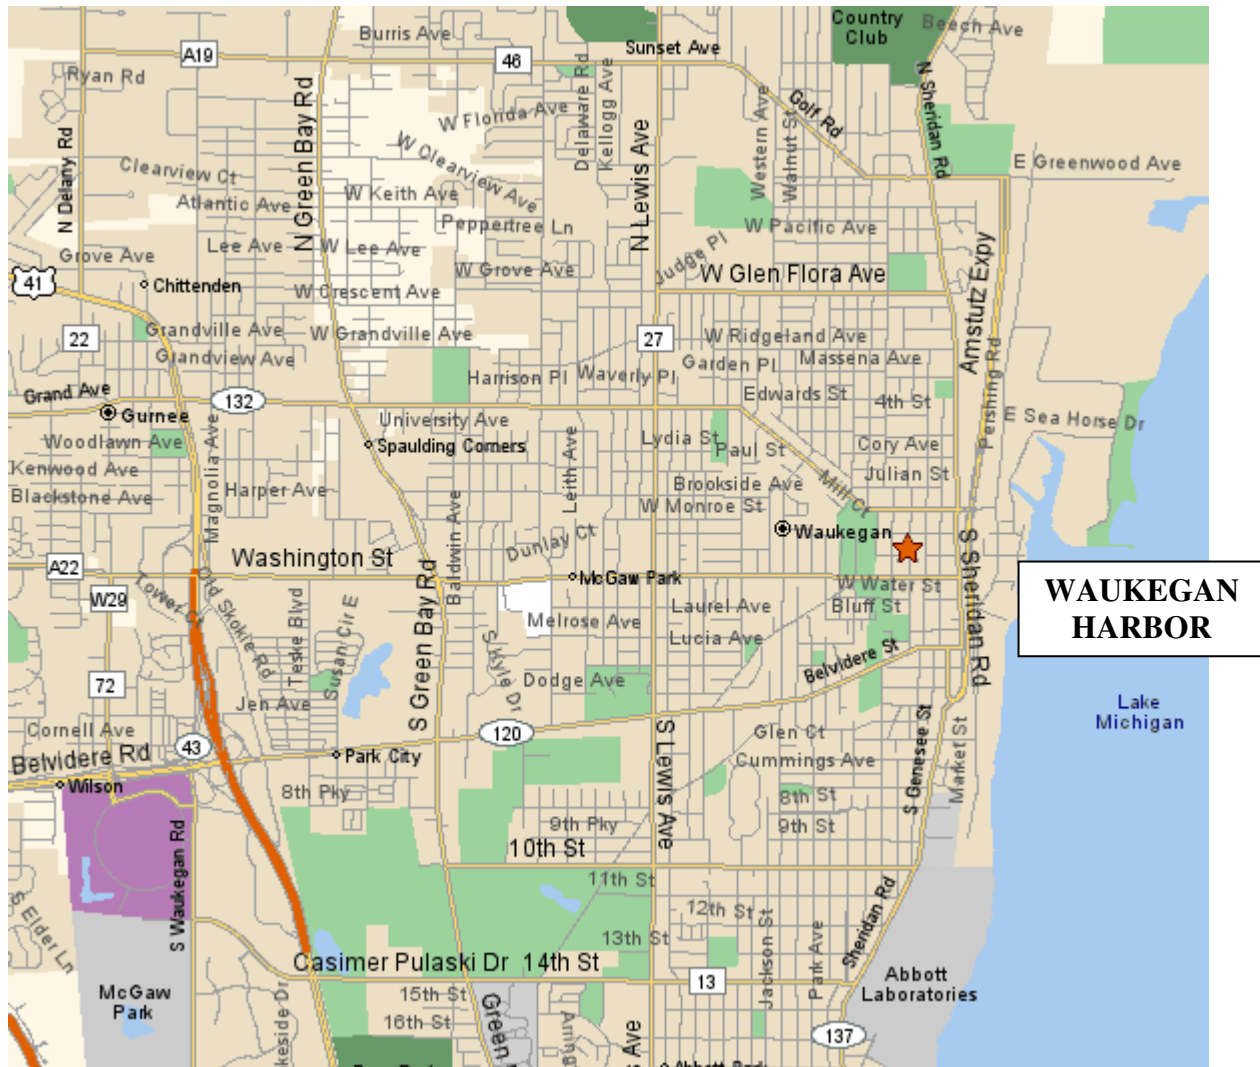 Country
Club
Beech Ave
Burris Ave
Sunset Ave
A19
46
Ryan Rd
N Delany Rd
N Green Bay Rd
Delaware Rd
Kellogg Ave
N Lewis Ave
Western Ave
Walnut St
Golf Rd
N Sheridan Rd
W Florida Ave
W Clearview Ave
E Greenwood Ave
Clearview Ct
Atlantic Ave
W Keith Ave
Peppertree Ln
W Pacific Ave
Lee Ave
W Lee Ave
Grove Ave
W Grove Ave
Judge Pl
W Glen Flora Ave
Amstutz Expy
41
Chittenden
W Crescent Ave
22
Grandville Ave
W Grandville Ave
27
W Ridgeland Ave
Grandview Ave
Garden Pl
Massena Ave
Pershing Rd
Harrison Pl
Waverly Pl
Grand Ave
132
Edwards St
4th St
Gurnee
University Ave
E Sea Horse Dr
Woodlawn Ave
Magnolia Ave
Spaulding Corners
Leith Ave
Lydia St
Paul St
Cory Ave
Kenwood Ave
Julian St
Blackstone Ave
Harper Ave
Baldwin Ave
Brookside Ave
Mill Ct
W Monroe St
Waukegan
Dunlay Ct
Washington St
A22
McGaw Park
W Water St
S Sheridan Rd
WAUKEGAN
HARBOR
W29
Tower Ct
Old Skokie Rd
Teske Blvd
Susan Cir E
S Green Bay Rd
S Kyle Dr
Melrose Ave
Laurel Ave
Bluff St
Lucia Ave
Belvidere St
72
Jen Ave
Dodge Ave
Lake
Michigan
Cornell Ave
43
120
S Lewis Ave
Glen Ct
S Genesee St
Market St
Belvidere Rd
Park City
Cummings Ave
Wilson
8th Pky
8th St
9th Pky
9th St
S Waukegan Rd
10th St
11th St
S Elder Ln
12th St
Jackson St
Park Ave
Sheridan Rd
13th St
Casimer Pulaski Dr 14th St
13
Abbott
Laboratories
McGaw
Park
15th St
16th St
137